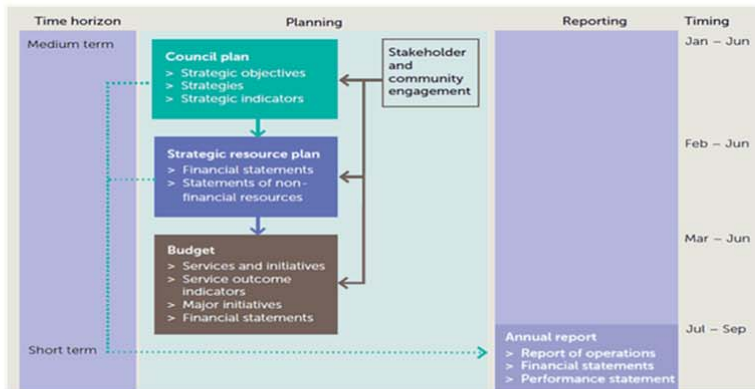 Time horizon
Planning
Reporting
Timing
Medium term
Council plan
> Strategic objectives
> Strategies
> Strategic indicators
Stakeholder
and
community
engagement
Jan – Jun
Strategic resource plan
> Financial statements
> Statements of non-
financial resources
Feb – Jun
Budget
> Services and initiatives
> Service outcome
indicators
> Major initiatives
> Financial statements
Mar – Jun
Short term
Annual report
> Report of operations
> Financial statements
> Performance statement
Jul – Sep